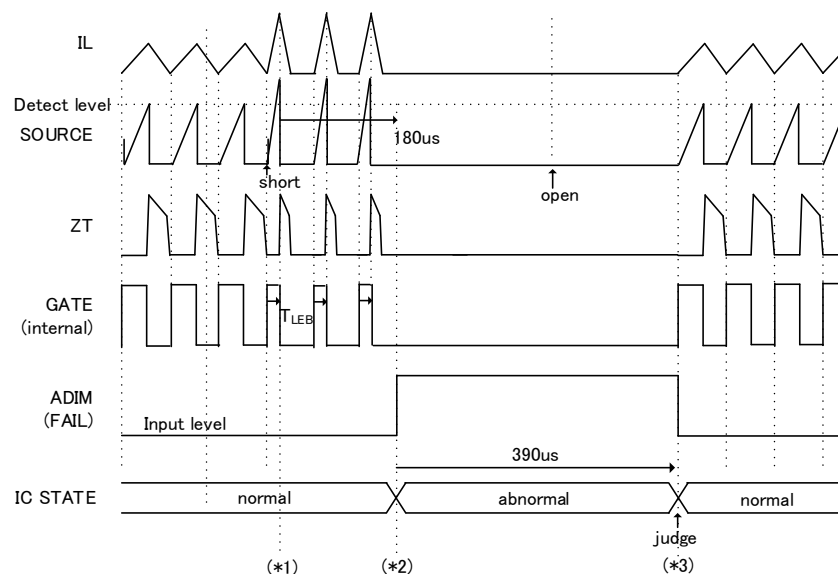 IL
Detect level
SOURCE
180us
short
open
ZT
GATE
(internal)
TLEB
ADIM
(FAIL)
Input level
390us
IC STATE
normal
abnormal
normal
judge
(*1)
(*2)
(*3)